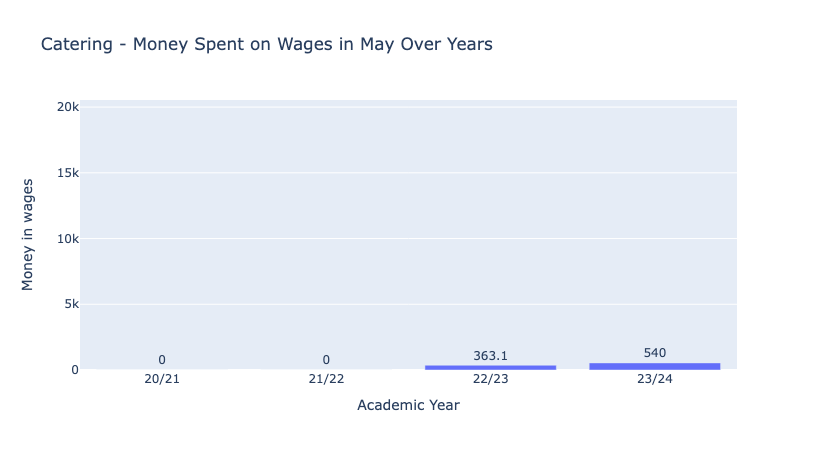 Catering - Money Spent on Wages in May Over Years
Money in wages
20k
15k
10k
5k
0
0
0
363.1
540
20/21
21/22
22/23
23/24
Academic Year